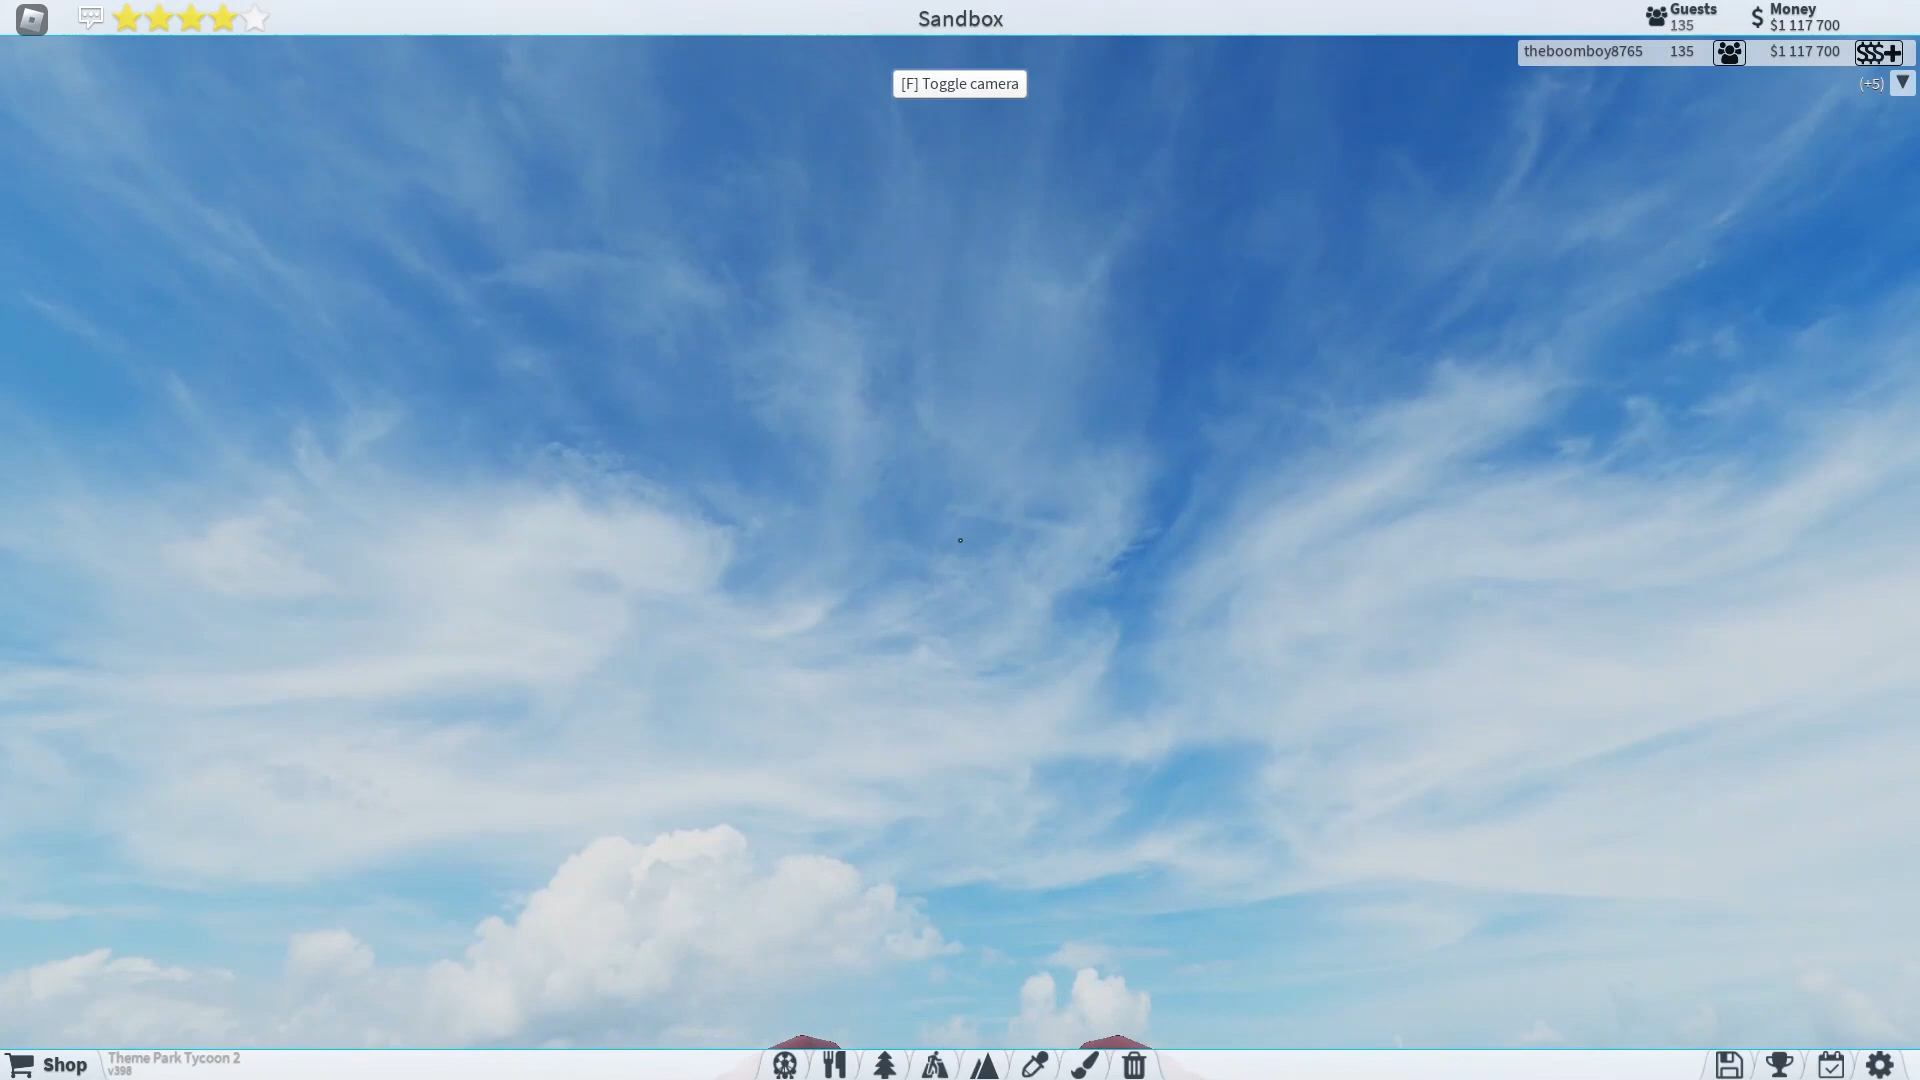 Sandbox
Guests
135
$ Money
$1 117 700
theboomboy8765 135 $1 117 700 $$$+
[F] Toggle camera
(+5) ▼
Shop
Theme Park Tycoon 2
v398